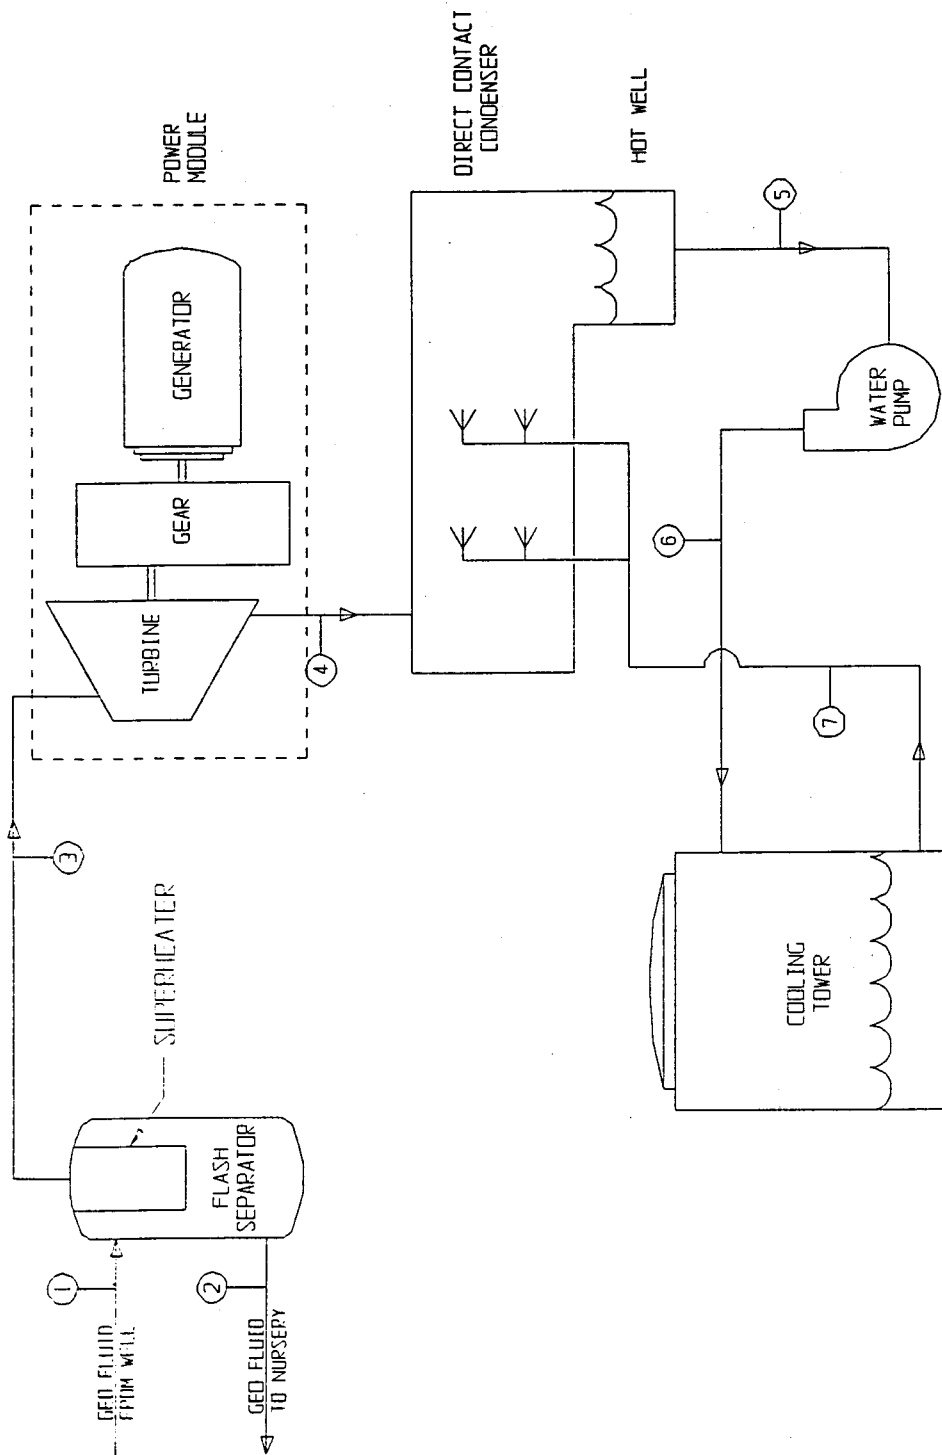 GEO FLUID
FROM WELL
1
GEO FLUID
TO NURSERY
2
FLASH
SEPARATOR
SUPERHEATER
3
TURBINE
GEAR
GENERATOR
POWER
MODULE
4
DIRECT CONTACT
CONDENSER
HOT WELL
5
WATER
PUMP
6
7
COOLING
TOWER